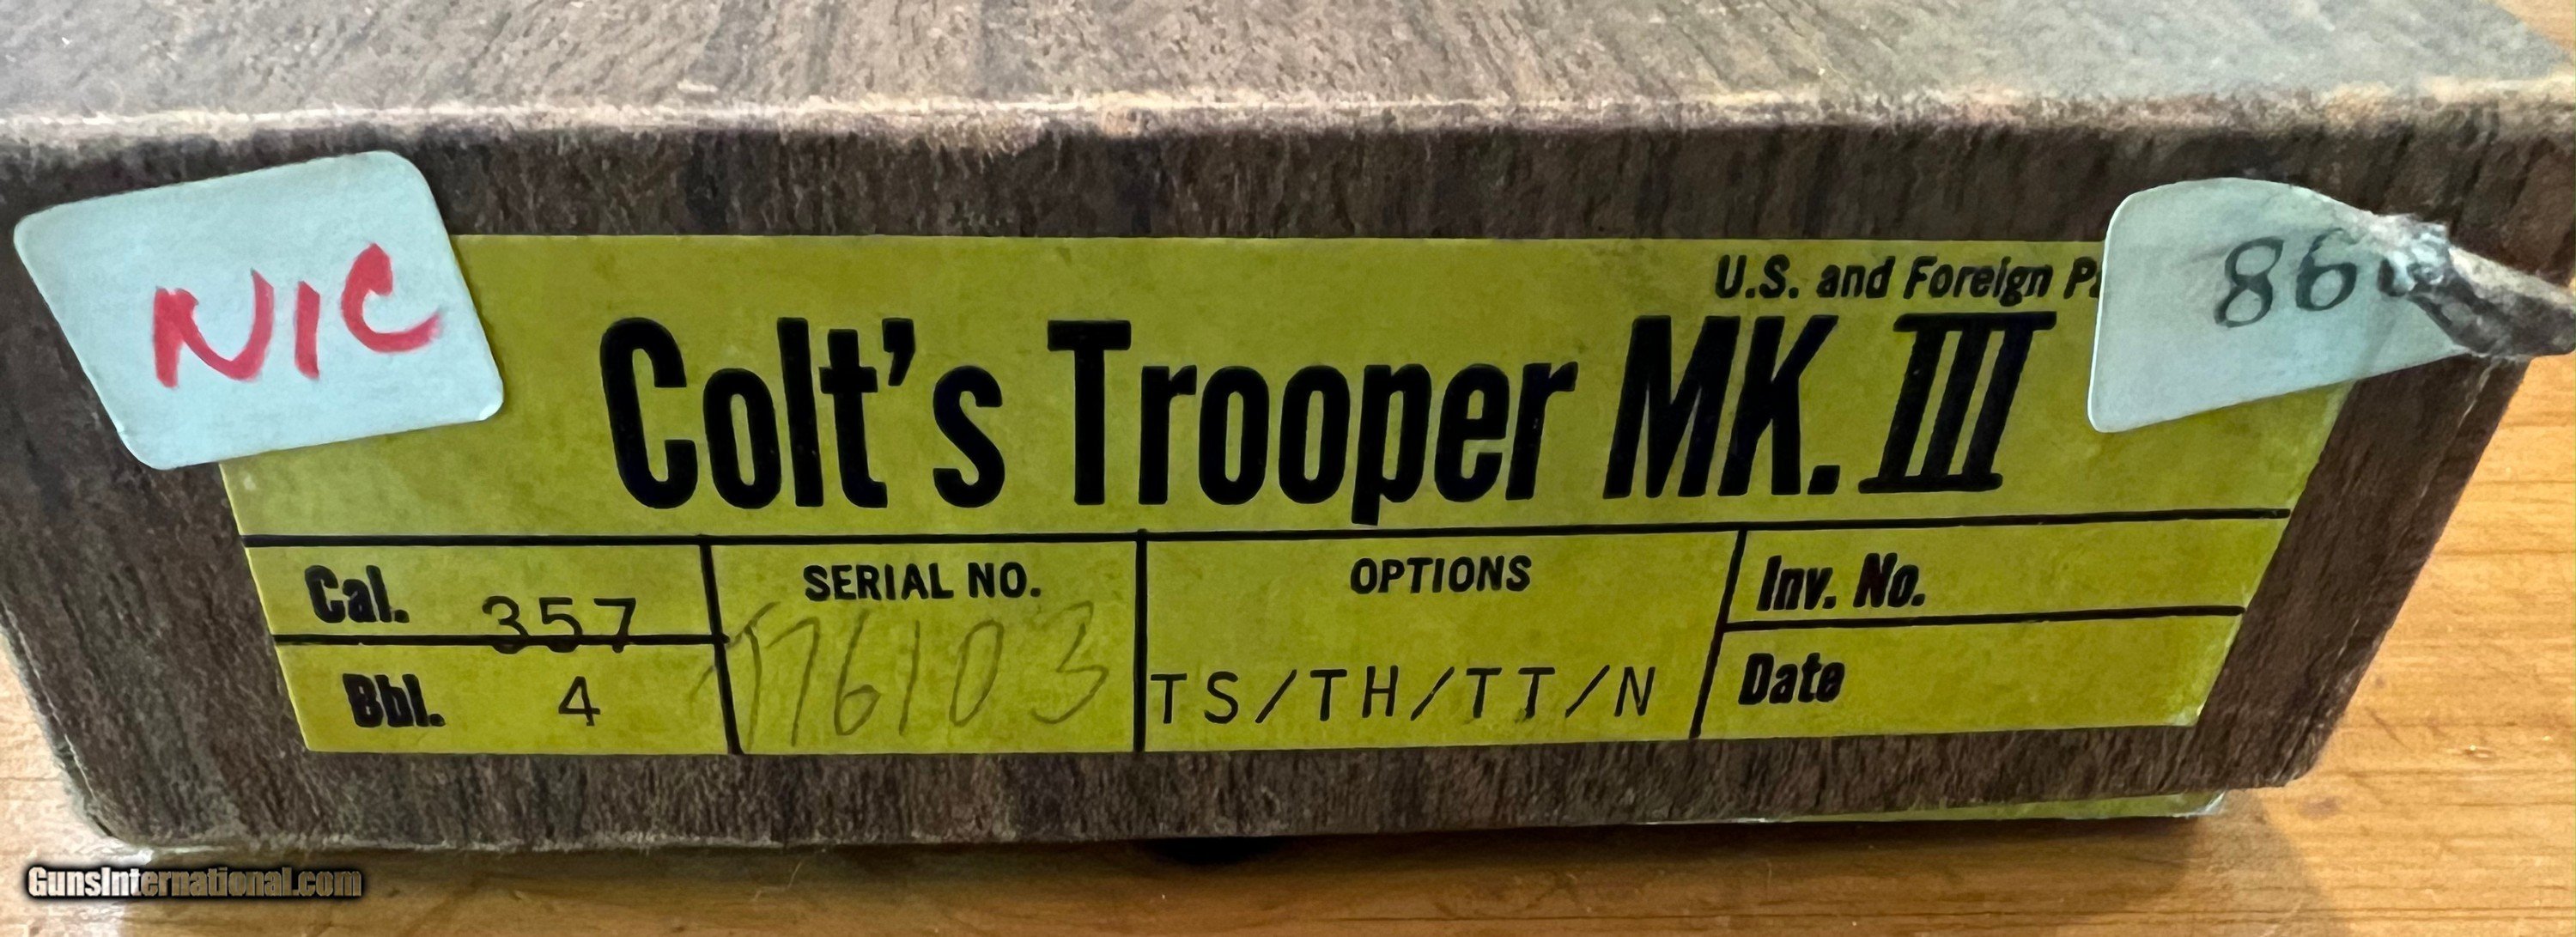 NIC
U.S. and Foreign
86
Colt's Trooper MK. III
Cal. 357
SERIAL NO.
OPTIONS
Inv. No.
Bbl. 4
TS/TH/TT/N
Date
GunsInternational.com